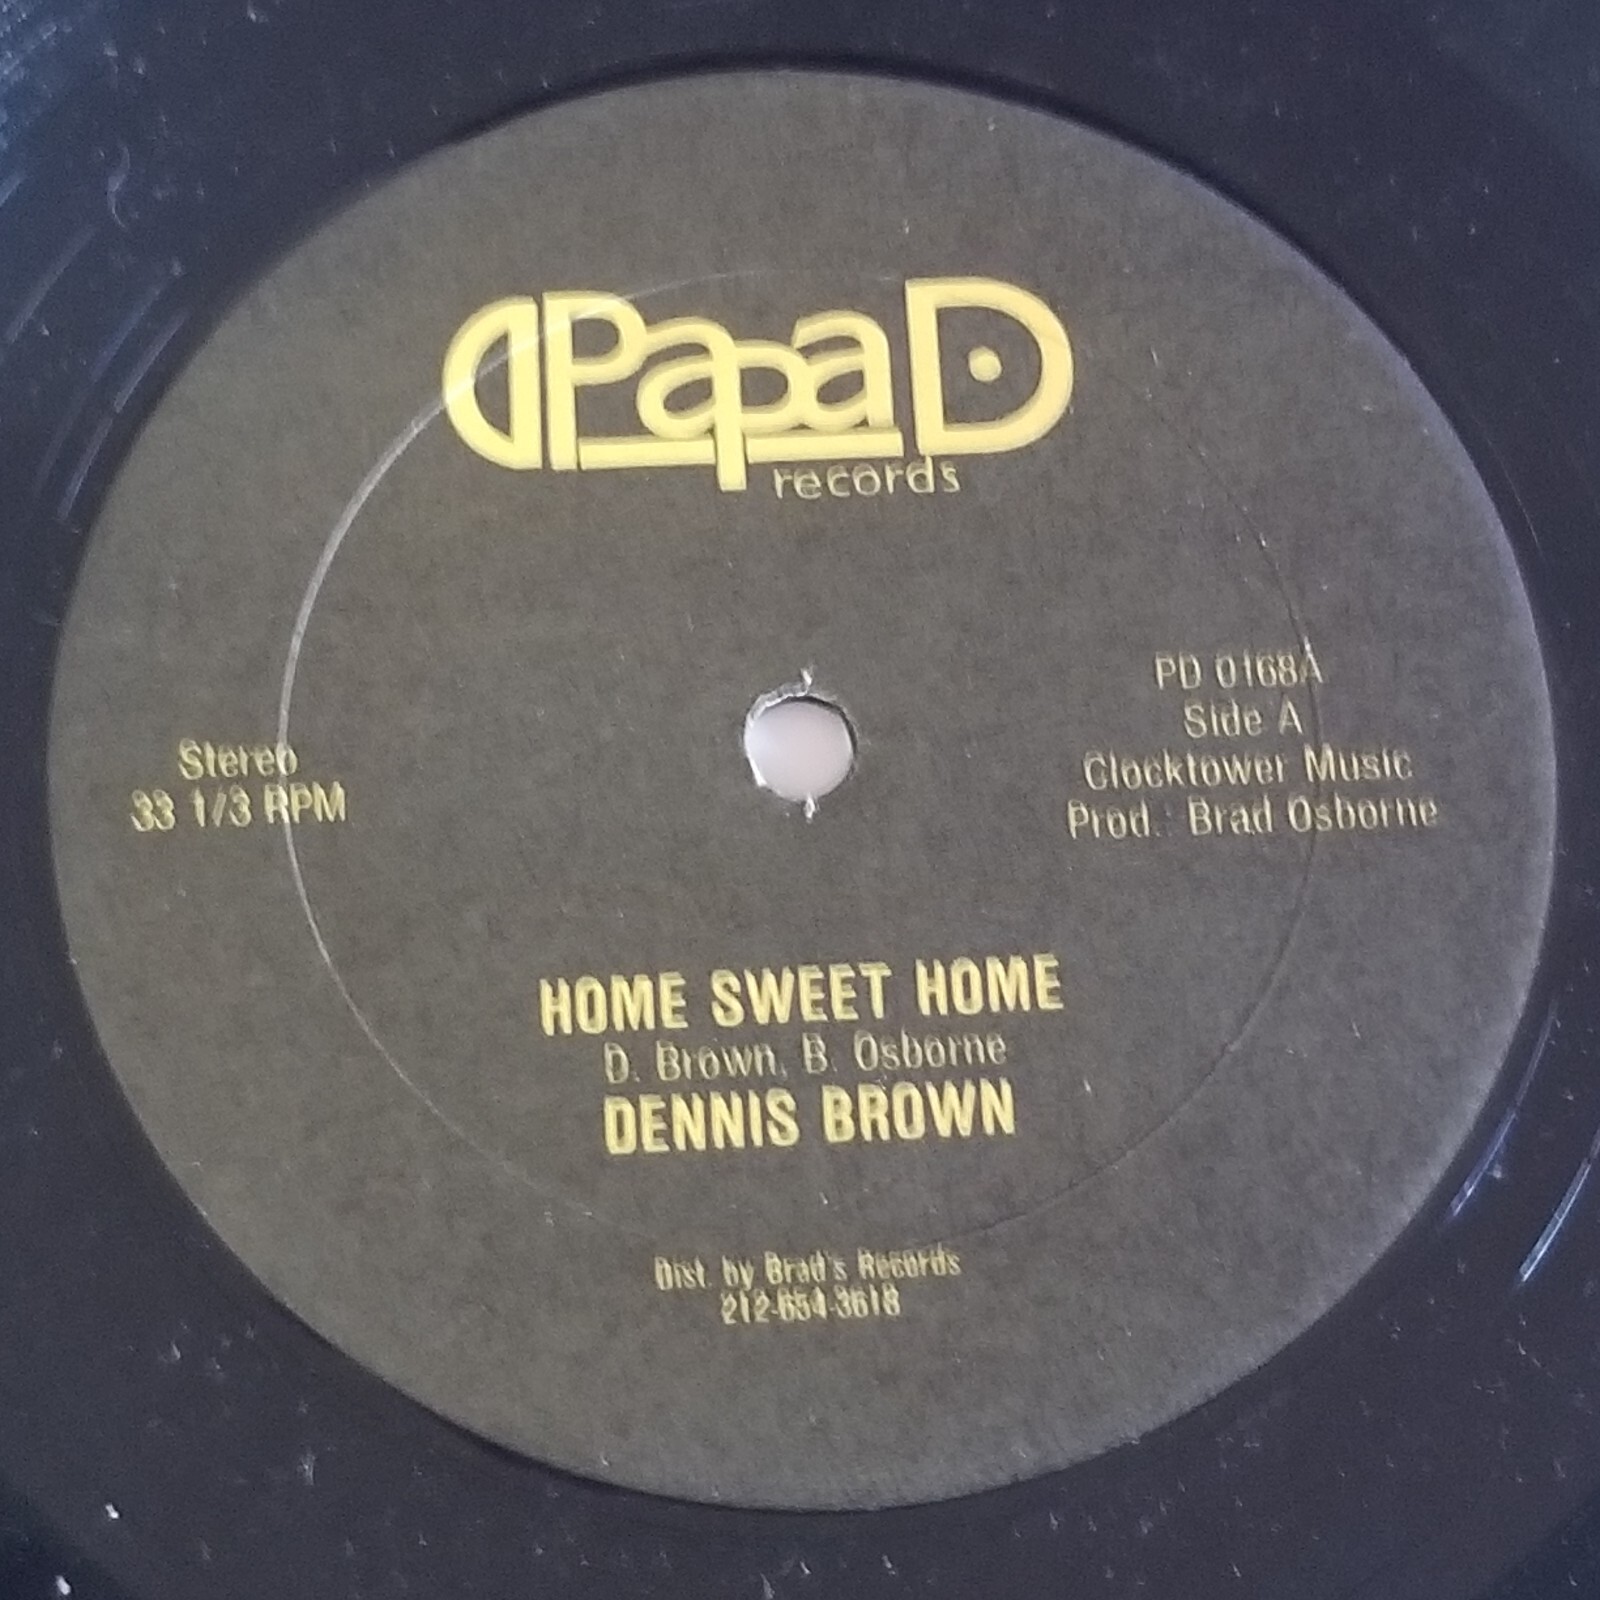 Papa D
records
Stereo
33 1/3 RPM
PD 0168A
Side A
Clocktower Music
Prod.: Brad Osborne
HOME SWEET HOME
D. Brown, B. Osborne
DENNIS BROWN
Dist. by Brad's Records
212-654-3618